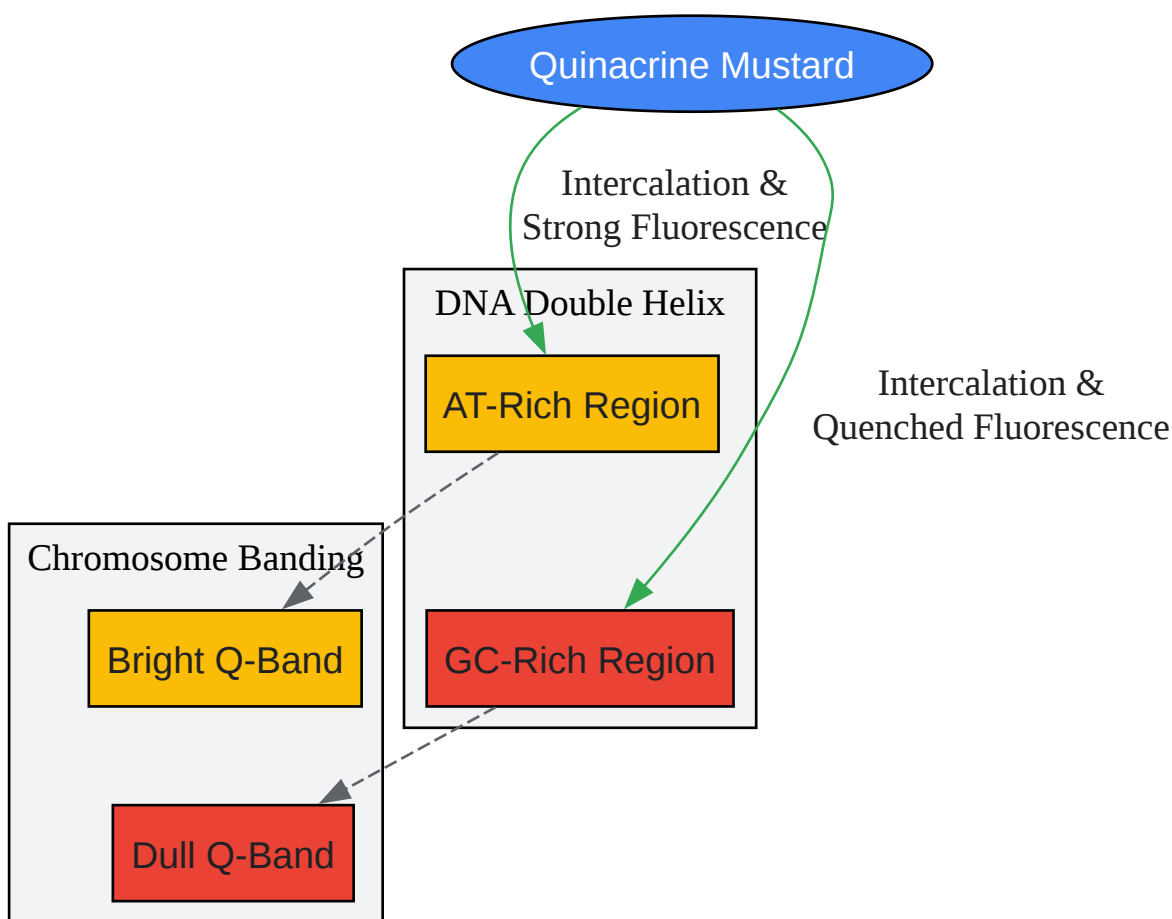 Quinacrine Mustard
Intercalation &
Strong Fluorescence
DNA Double Helix
AT-Rich Region
Intercalation &
Quenched Fluorescence
Chromosome Banding
Bright Q-Band
GC-Rich Region
Dull Q-Band